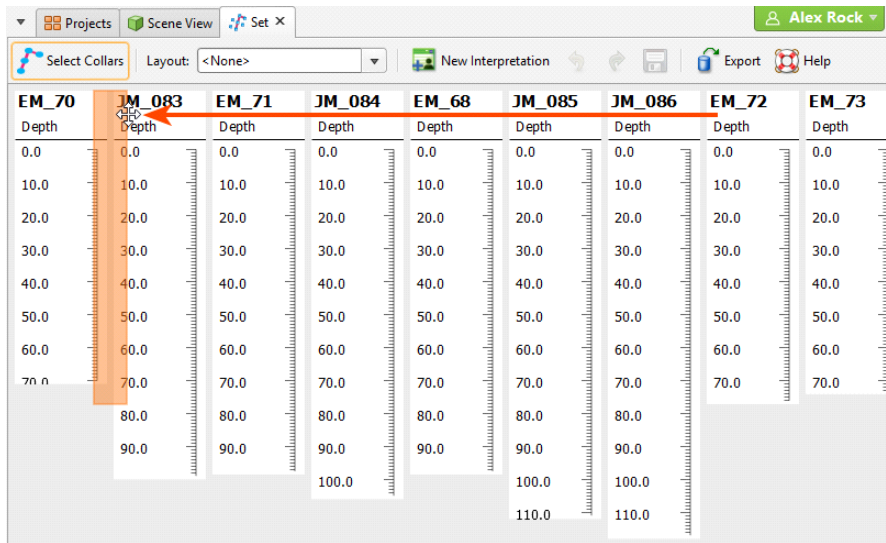 Projects Scene View Set Alex Rock
Select Collars Layout: <None> New Interpretation Export Help
EM_70 JM_083 EM_71 JM_084 EM_68 JM_085 JM_086 EM_72 EM_73
Depth Depth Depth Depth Depth Depth Depth Depth Depth
0.0 0.0 0.0 0.0 0.0 0.0 0.0 0.0 0.0
10.0 10.0 10.0 10.0 10.0 10.0 10.0 10.0 10.0
20.0 20.0 20.0 20.0 20.0 20.0 20.0 20.0 20.0
30.0 30.0 30.0 30.0 30.0 30.0 30.0 30.0 30.0
40.0 40.0 40.0 40.0 40.0 40.0 40.0 40.0 40.0
50.0 50.0 50.0 50.0 50.0 50.0 50.0 50.0 50.0
60.0 60.0 60.0 60.0 60.0 60.0 60.0 60.0 60.0
70.0 70.0 70.0 70.0 70.0 70.0 70.0 70.0 70.0
80.0 80.0 80.0 80.0 80.0 80.0
90.0 90.0 90.0 90.0 90.0 90.0
100.0 100.0 100.0
110.0 110.0